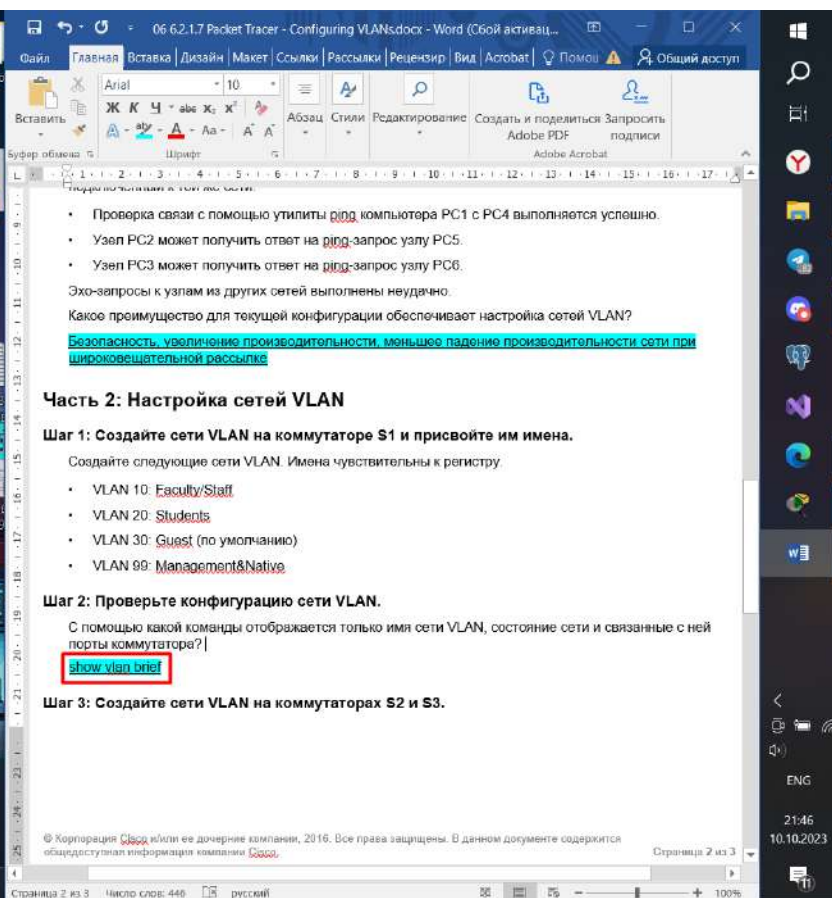 06 6.2.1.7 Packet Tracer - Configuring VLANs.docx - Word (Сбой активац...
Файл Главная Вставка Дизайн Макет Ссылки Рассылки Рецензир Вид Acrobat Помощ Общий доступ
Вставить
Arial 10
Ж К Ч abc x₂ x²
Aa A A
Абзац Стили Редактирование
Создать и поделиться Adobe PDF
Запросить подписи
Буфер обмена Шрифт Adobe Acrobat
подключенный к той же сети.
• Проверка связи с помощью утилиты ping компьютера PC1 с PC4 выполняется успешно.
• Узел PC2 может получить ответ на ping-запрос узлу PC5.
• Узел PC3 может получить ответ на ping-запрос узлу PC6.
Эхо-запросы к узлам из других сетей выполнены неудачно.
Какое преимущество для текущей конфигурации обеспечивает настройка сетей VLAN?
Безопасность, увеличение производительности, меньшее падение производительности сети при
широковещательной рассылке
Часть 2: Настройка сетей VLAN
Шаг 1: Создайте сети VLAN на коммутаторе S1 и присвойте им имена.
Создайте следующие сети VLAN. Имена чувствительны к регистру.
• VLAN 10: Faculty/Staff
• VLAN 20: Students
• VLAN 30: Guest (по умолчанию)
• VLAN 99: Management&Native
Шаг 2: Проверьте конфигурацию сети VLAN.
С помощью какой команды отображается только имя сети VLAN, состояние сети и связанные с ней
порты коммутатора?
show vlan brief
Шаг 3: Создайте сети VLAN на коммутаторах S2 и S3.
© Корпорация Cisco и/или ее дочерние компании, 2016. Все права защищены. В данном документе содержится
общедоступная информация компании Cisco. Страница 2 из 3
Страница 2 из 3 Число слов: 446 русский 100%
ENG
21:46
10.10.2023